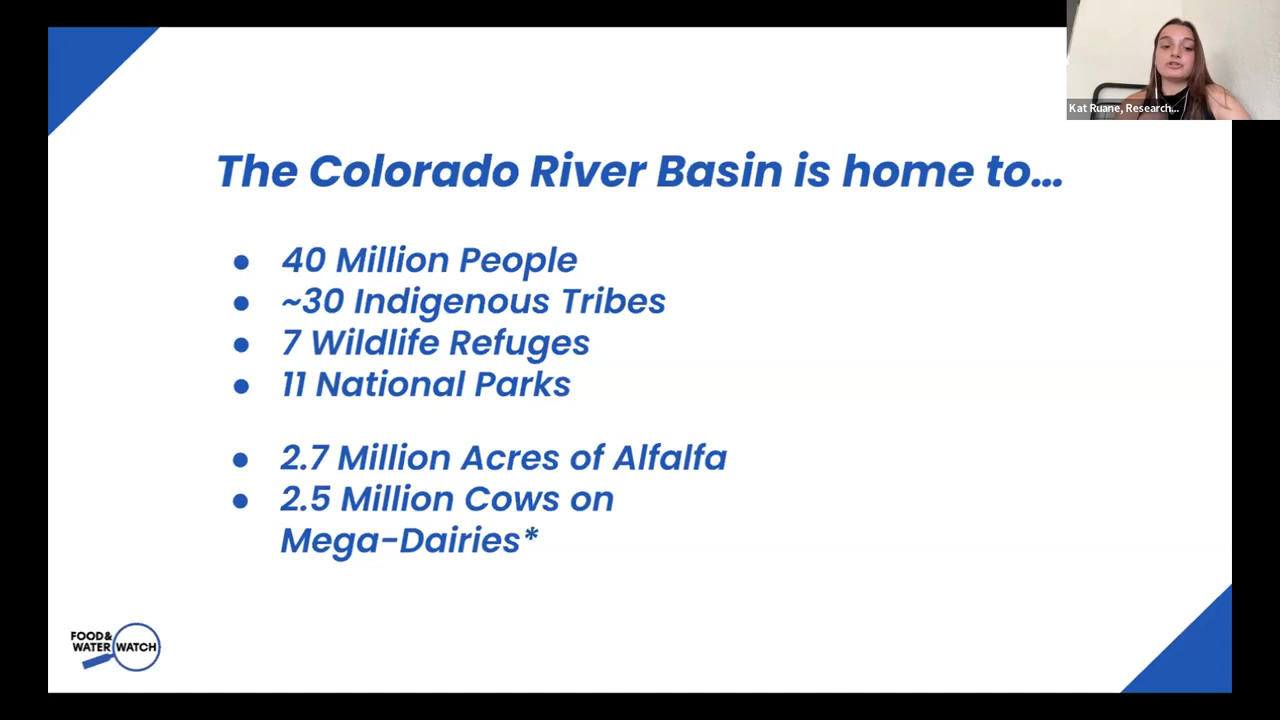 Kat Ruane, Research...
The Colorado River Basin is home to...
● 40 Million People
● ~30 Indigenous Tribes
● 7 Wildlife Refuges
● 11 National Parks
● 2.7 Million Acres of Alfalfa
● 2.5 Million Cows on
Mega-Dairies*
FOOD&
WATER WATCH